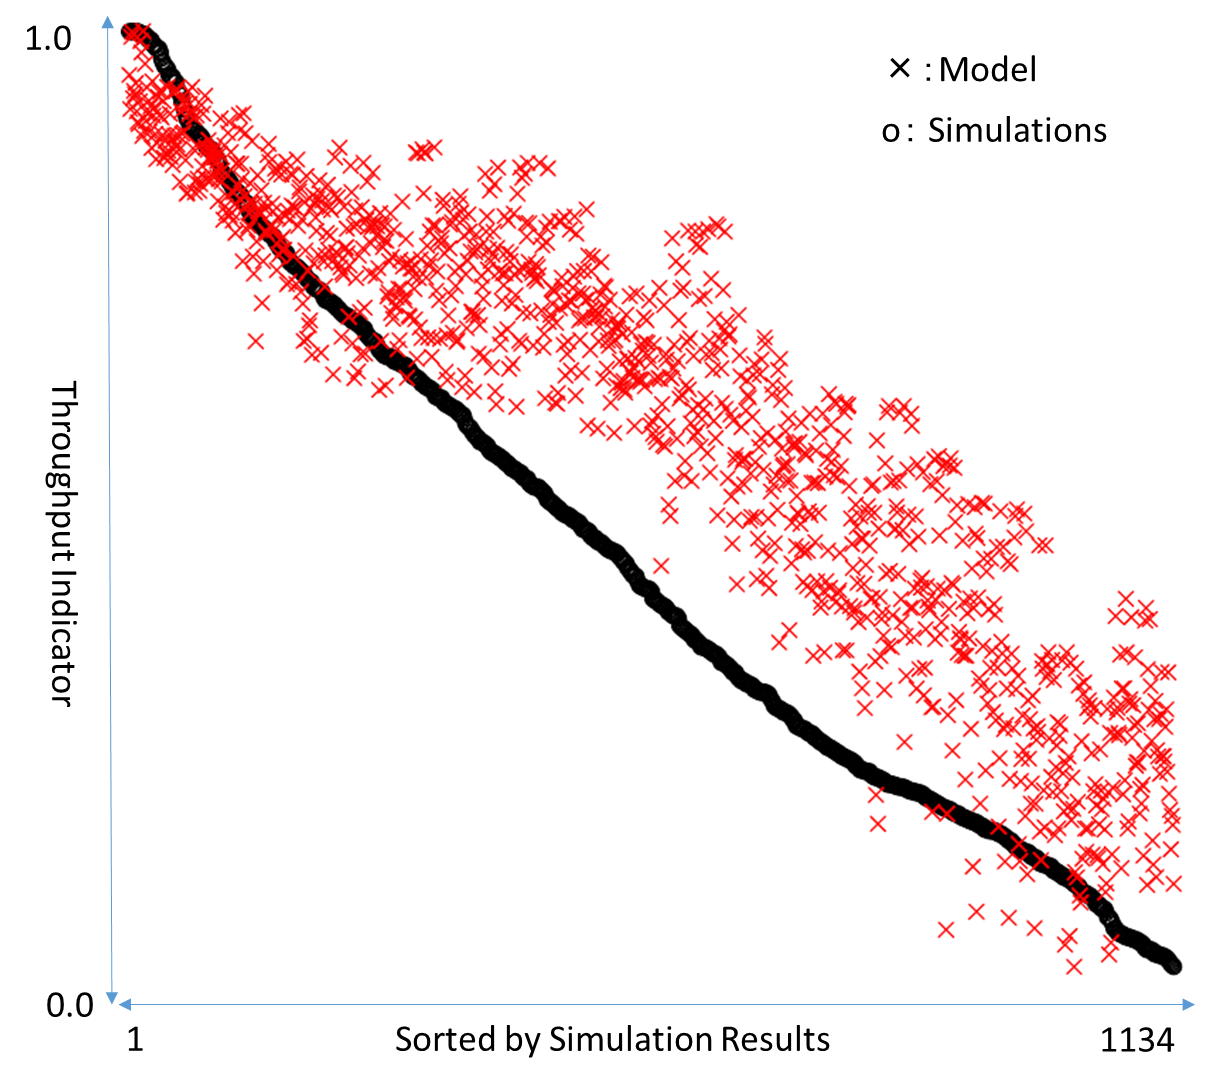 1.0
× : Model
o: Simulations
Throughput Indicator
0.0
1
Sorted by Simulation Results
1134